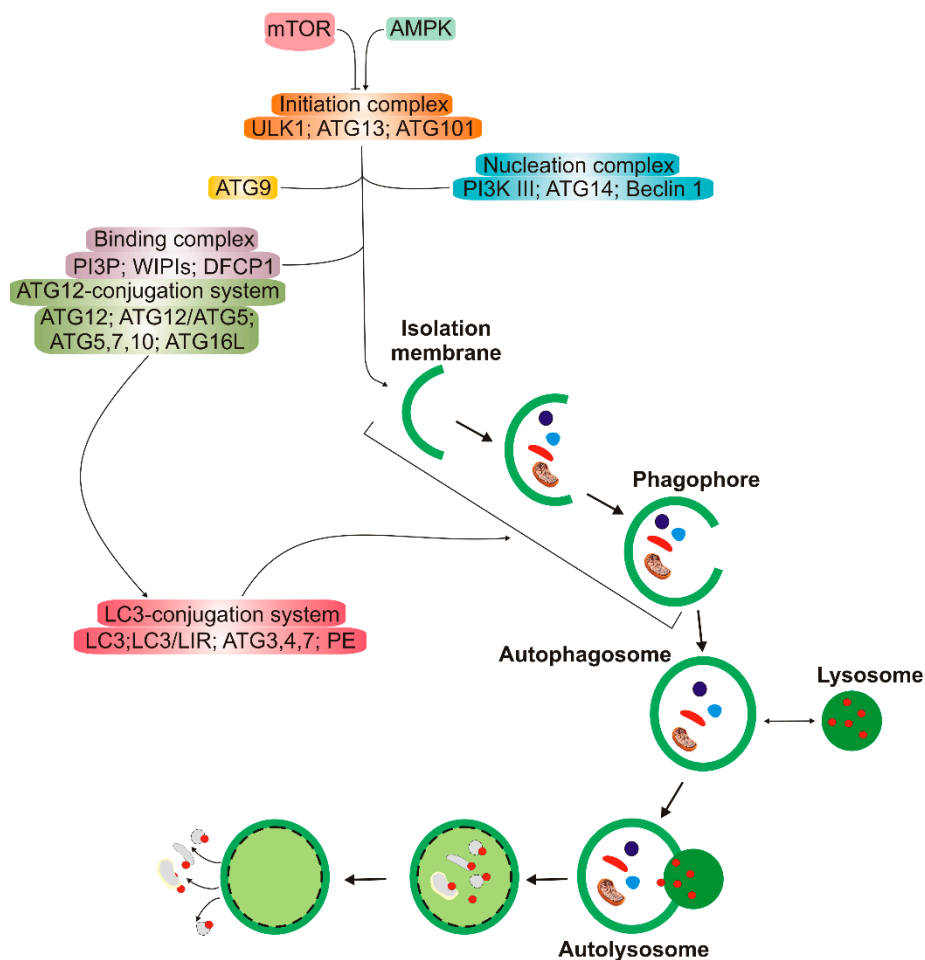 mTOR
AMPK
Initiation complex
ULK1; ATG13; ATG101
ATG9
Nucleation complex
PI3K III; ATG14; Beclin 1
Binding complex
PI3P; WIPIs; DFCP1
ATG12-conjugation system
ATG12; ATG12/ATG5;
ATG5,7,10; ATG16L
Isolation
membrane
Phagophore
LC3-conjugation system
LC3;LC3/LIR; ATG3,4,7; PE
Autophagosome
Lysosome
Autolysosome